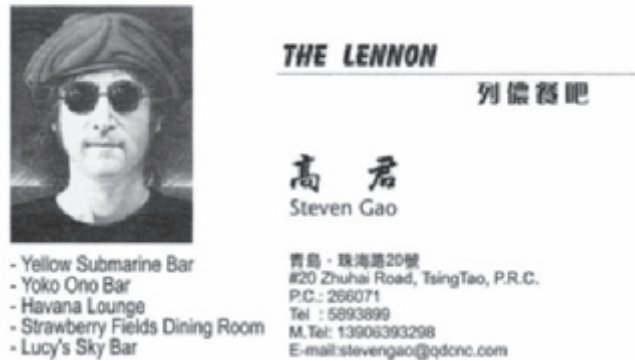 THE LENNON
列儂餐吧
高 君
Steven Gao
青島·珠海路20號
#20 Zhuhai Road, TsingTao, P.R.C.
P.C.: 266071
Tel : 5893899
M.Tel: 13906393298
E-mail:stevengao@qdcnc.com
- Yellow Submarine Bar
- Yoko Ono Bar
- Havana Lounge
- Strawberry Fields Dining Room
- Lucy's Sky Bar